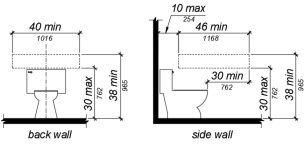 40 min
1016
30 max
762
38 min
965
back wall
10 max
254
46 min
1168
30 min
762
30 max
762
38 min
965
side wall